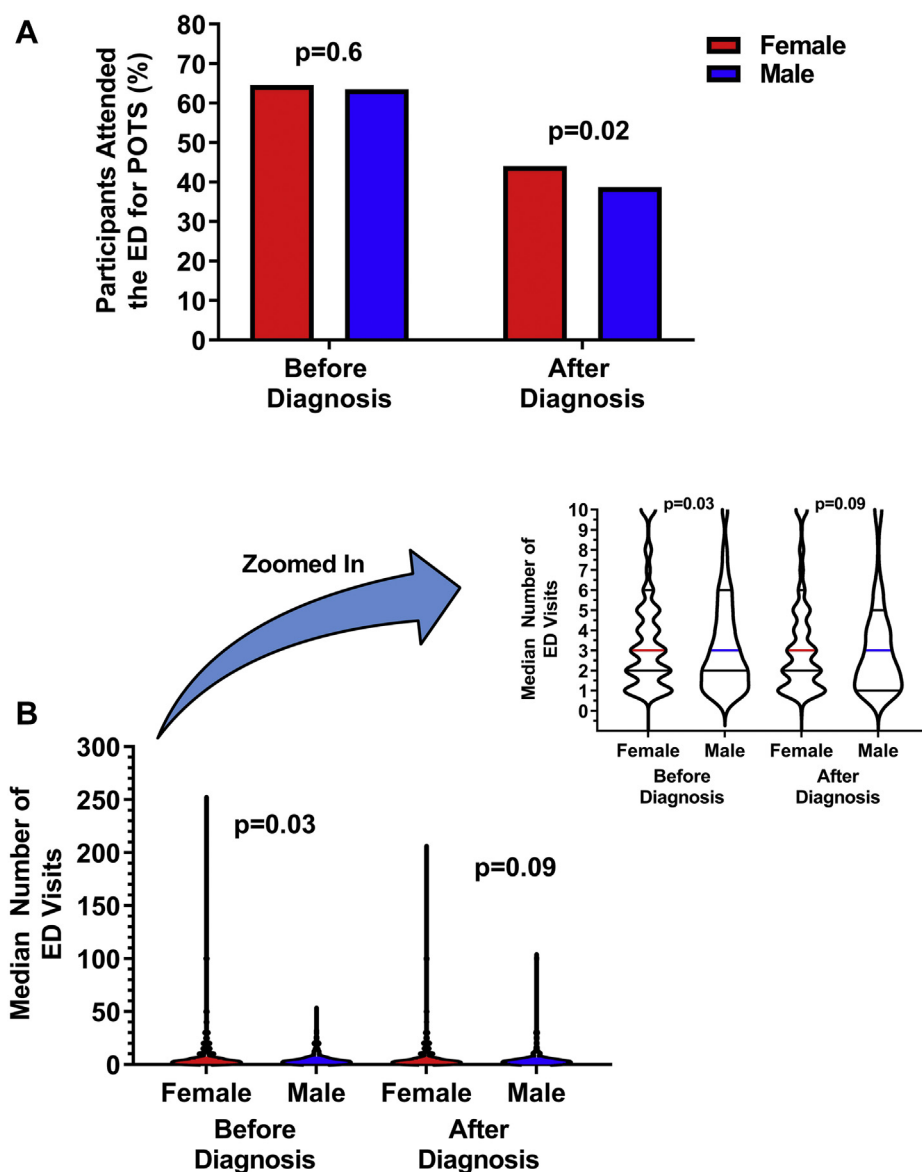 A
Participants Attended
the ED for POTS (%)
80
70
60
50
40
30
20
10
0
p=0.6
p=0.02
Female
Male
Before
Diagnosis
After
Diagnosis
Zoomed In
Median Number of
ED Visits
10
9
8
7
6
5
4
3
2
1
0
p=0.03
p=0.09
Female
Male
Female
Male
Before
Diagnosis
After
Diagnosis
B
Median Number of
ED Visits
300
250
200
150
100
50
0
p=0.03
p=0.09
Female
Male
Female
Male
Before
Diagnosis
After
Diagnosis